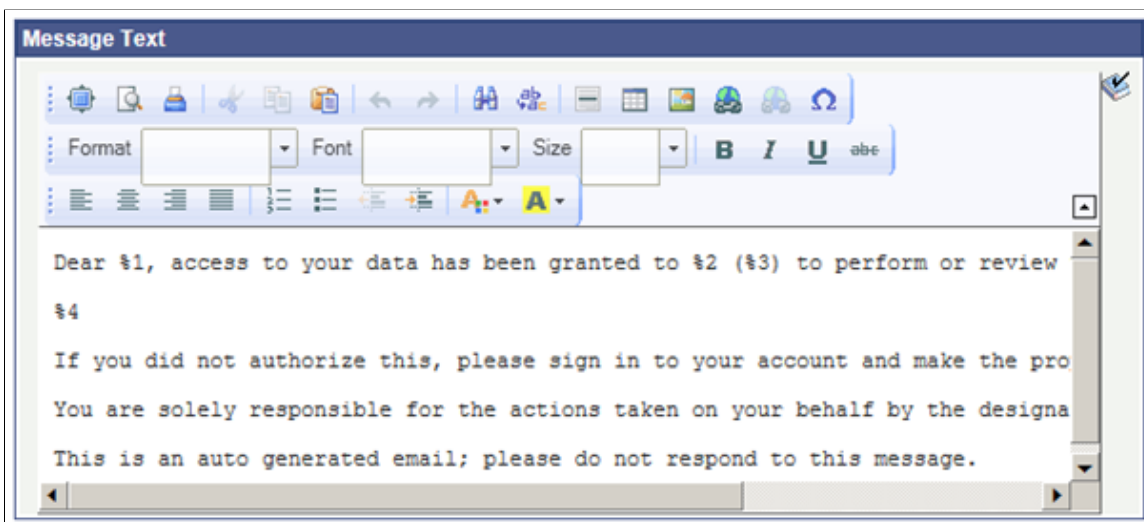 Message Text
Format Font Size B I U abc
Dear %1, access to your data has been granted to %2 (%3) to perform or review
%4
If you did not authorize this, please sign in to your account and make the pro
You are solely responsible for the actions taken on your behalf by the designa
This is an auto generated email; please do not respond to this message.